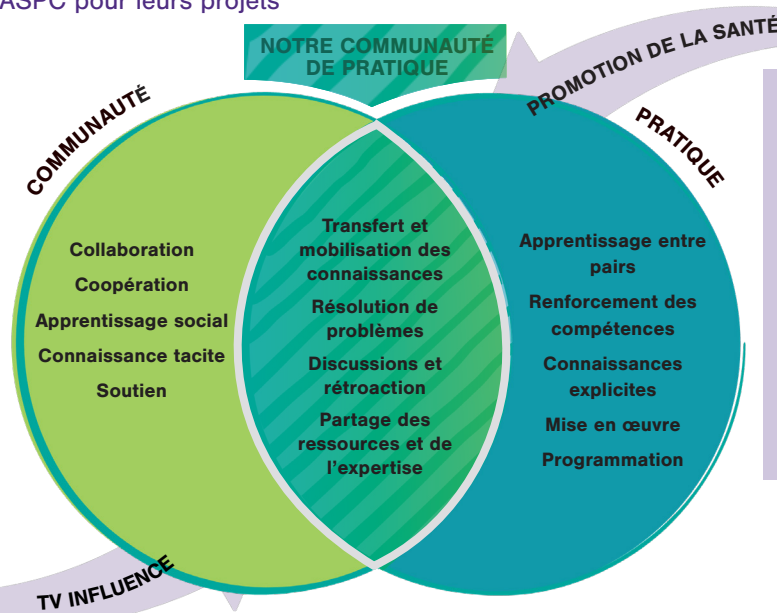 ASPC pour leurs projets
NOTRE COMMUNAUTÉ
DE PRATIQUE
PROMOTION DE LA SANTÉ
COMMUNAUTÉ
PRATIQUE
Collaboration
Coopération
Apprentissage social
Connaissance tacite
Soutien
Transfert et
mobilisation des
connaissances
Résolution de
problèmes
Discussions et
rétroaction
Partage des
ressources et de
l'expertise
Apprentissage entre
pairs
Renforcement des
compétences
Connaissances
explicites
Mise en œuvre
Programmation
TV INFLUENCE